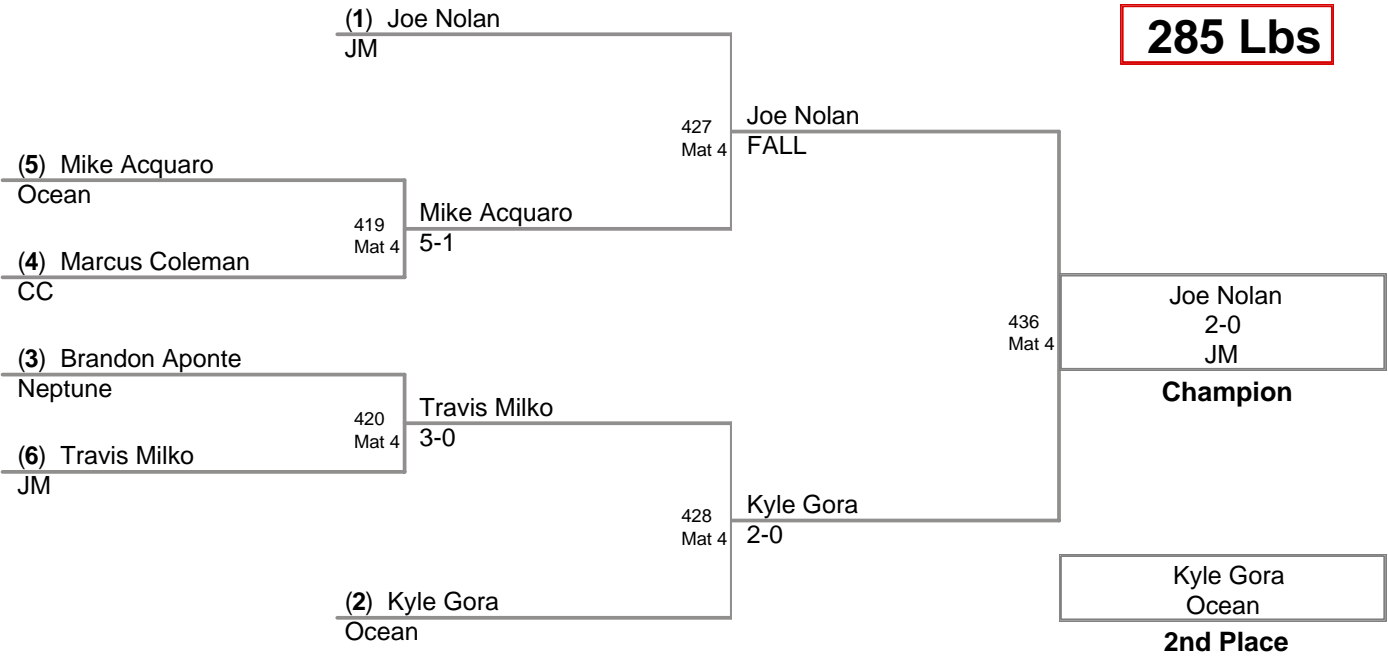 (1) Joe Nolan
JM
285 Lbs
427
Mat 4
Joe Nolan
FALL
(5) Mike Acquaro
Ocean
419
Mat 4
Mike Acquaro
5-1
(4) Marcus Coleman
CC
436
Mat 4
Joe Nolan
2-0
JM
Champion
(3) Brandon Aponte
Neptune
420
Mat 4
Travis Milko
3-0
(6) Travis Milko
JM
428
Mat 4
Kyle Gora
2-0
(2) Kyle Gora
Ocean
Kyle Gora
Ocean
2nd Place